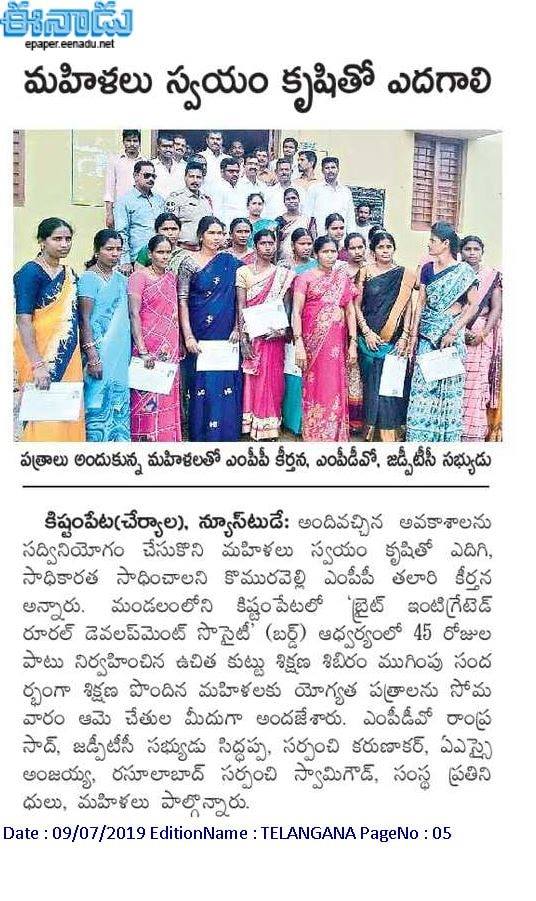 ఈనాడు
epaper.eenadu.net
మహిళలు స్వయం కృషితో ఎదగాలి
పత్రాలు అందుకున్న మహిళలతో ఎంపీపీ కీర్తన, ఎంపీడీవో, జడ్పీటీసీ సభ్యుడు
కిష్టంపేట(చేర్యాల), న్యూస్‌టుడే: అందివచ్చిన అవకాశాలను
సద్వినియోగం చేసుకొని మహిళలు స్వయం కృషితో ఎదిగి,
సాధికారత సాధించాలని కొమురవెల్లి ఎంపీపీ తలారి కీర్తన
అన్నారు. మండలంలోని కిష్టంపేటలో ‘బ్రైట్ ఇంటిగ్రేటెడ్
రూరల్ డెవలప్‌మెంట్ సొసైటీ’ (బర్డ్) ఆధ్వర్యంలో 45 రోజుల
పాటు నిర్వహించిన ఉచిత కుట్టు శిక్షణ శిబిరం ముగింపు సంద
ర్భంగా శిక్షణ పొందిన మహిళలకు యోగ్యత పత్రాలను సోమ
వారం ఆమె చేతుల మీదుగా అందజేశారు. ఎంపీడీవో రాంప్ర
సాద్, జడ్పీటీసీ సభ్యుడు సిద్ధప్ప, సర్పంచి కరుణాకర్, ఏఎస్సై
అంజయ్య, రసూలాబాద్ సర్పంచి స్వామిగౌడ్, సంస్థ ప్రతిని
ధులు, మహిళలు పాల్గొన్నారు.
Date : 09/07/2019 EditionName : TELANGANA PageNo : 05